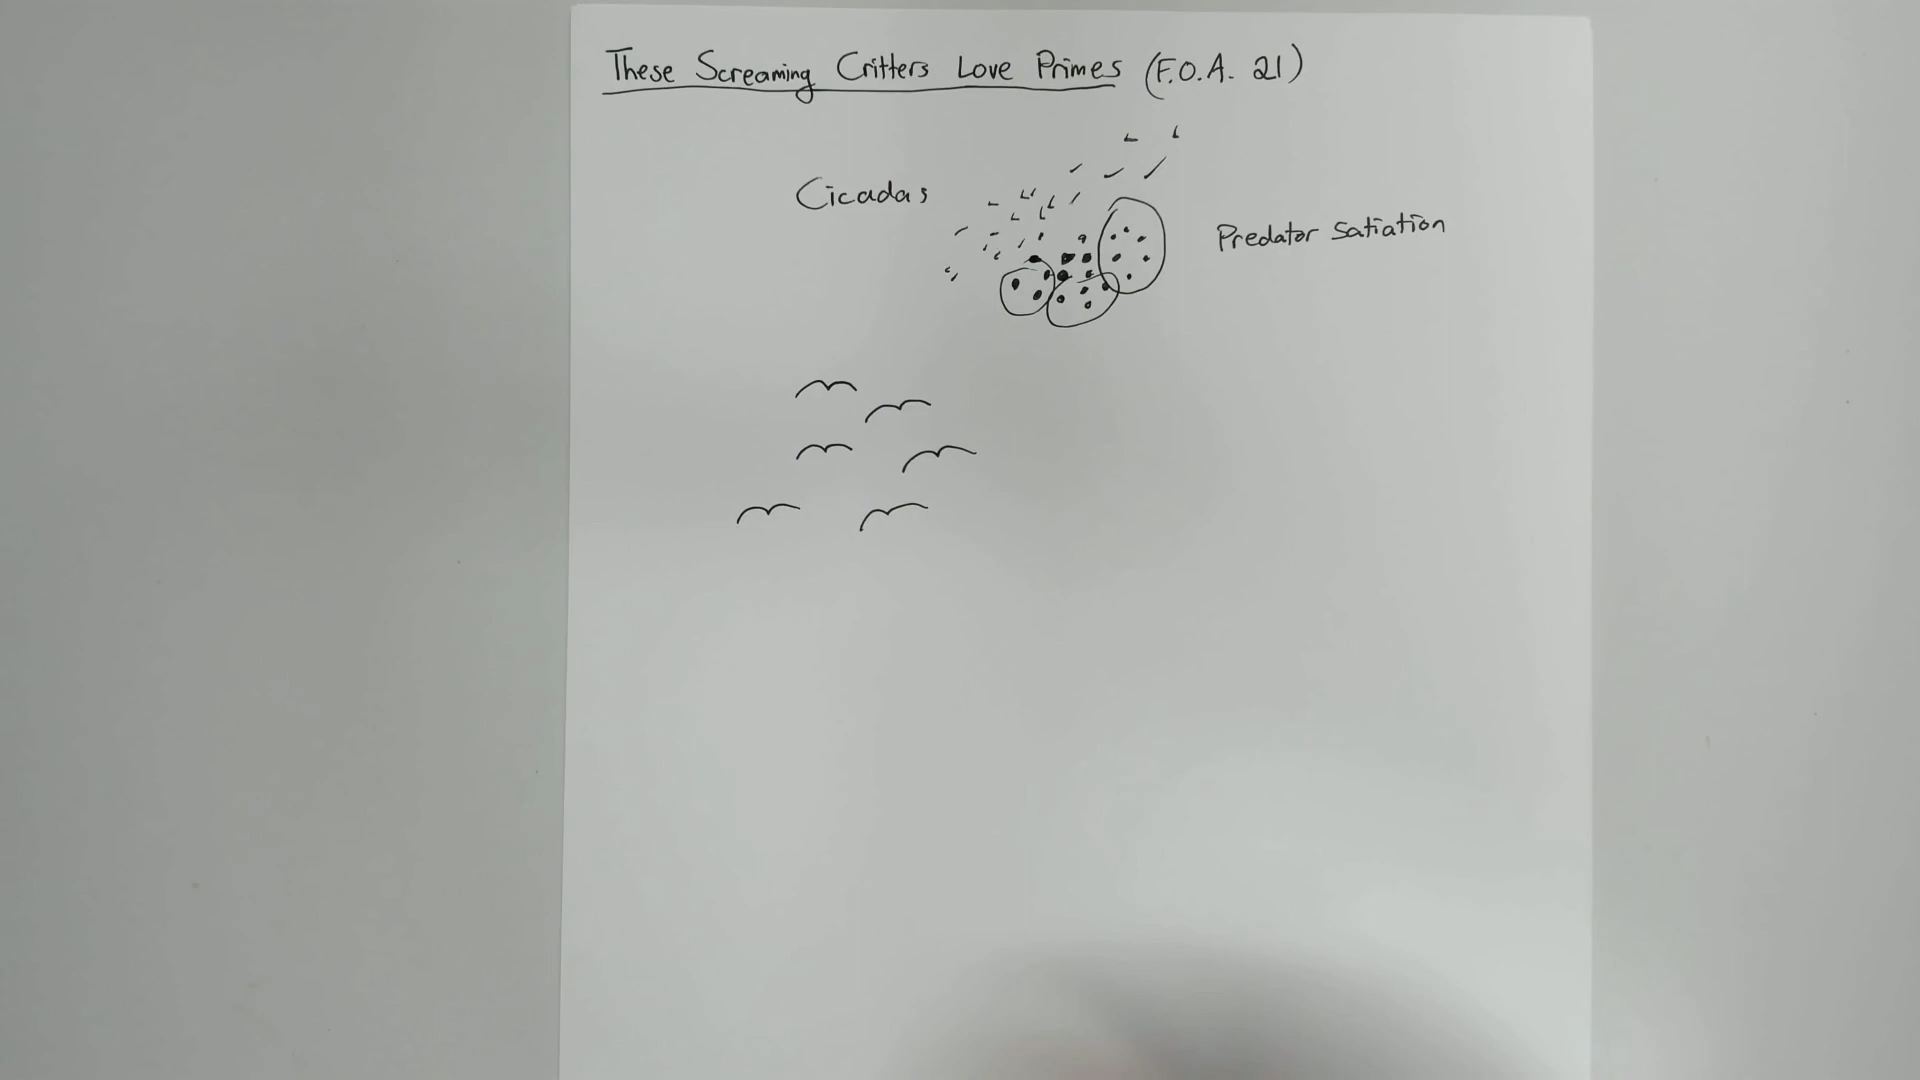 These Screaming Critters Love Primes (F.O.A. 21)
Cicadas
Predator Satiation